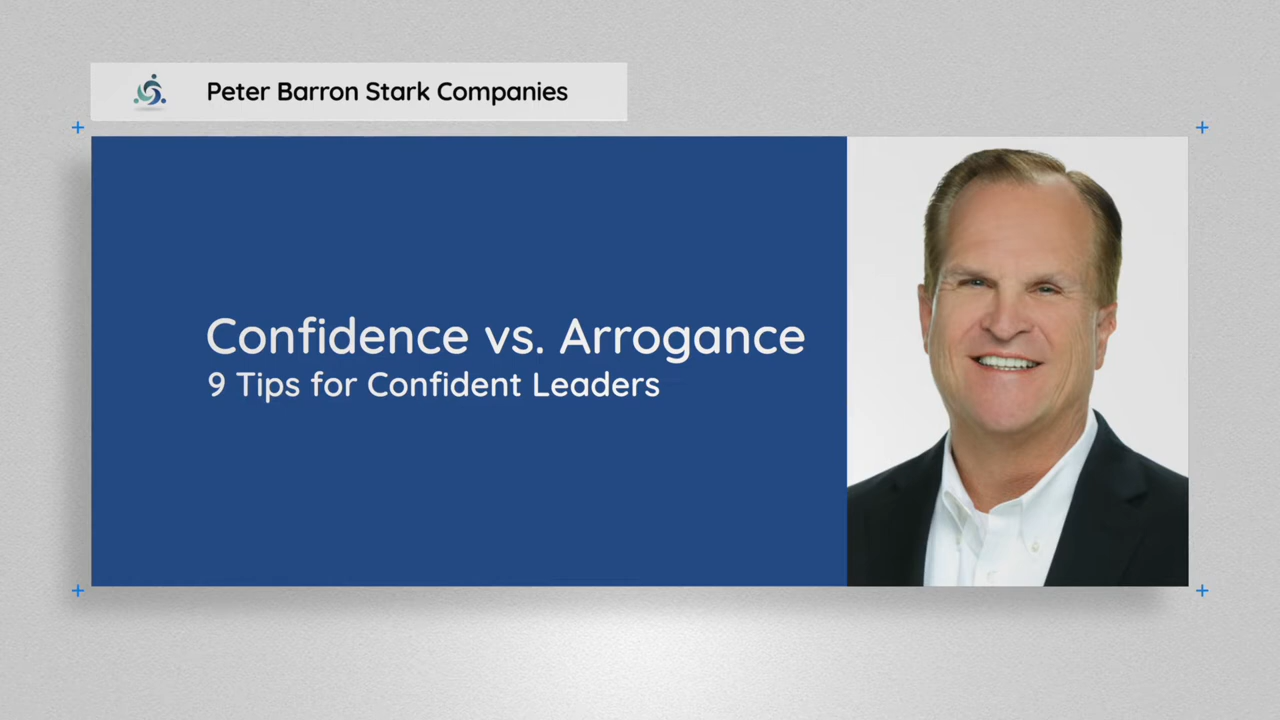 Peter Barron Stark Companies
Confidence vs. Arrogance
9 Tips for Confident Leaders